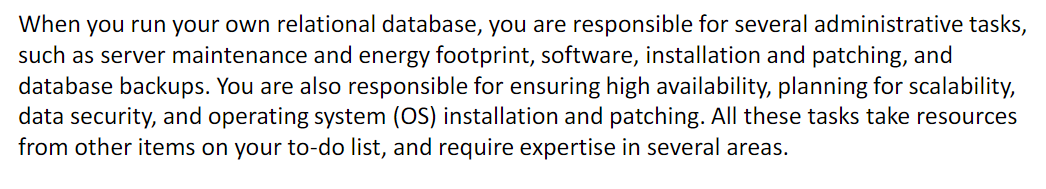 When you run your own relational database, you are responsible for several administrative tasks,
such as server maintenance and energy footprint, software, installation and patching, and
database backups. You are also responsible for ensuring high availability, planning for scalability,
data security, and operating system (OS) installation and patching. All these tasks take resources
from other items on your to-do list, and require expertise in several areas.